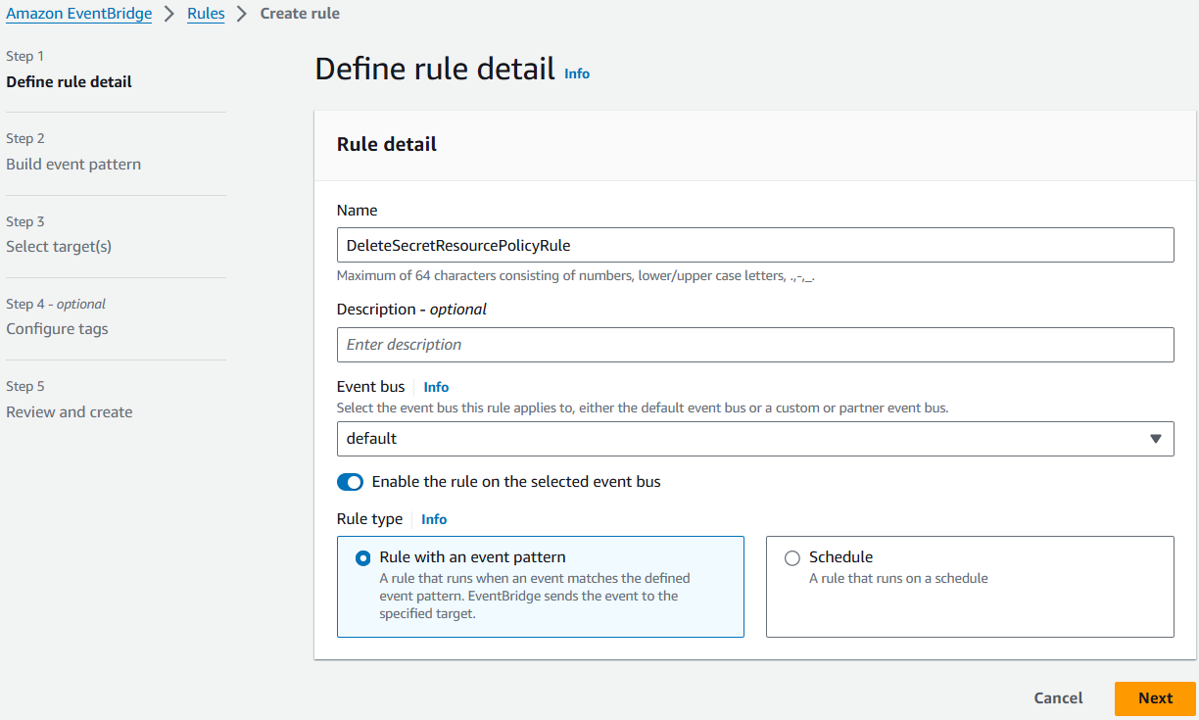 Amazon EventBridge > Rules > Create rule
Step 1
Define rule detail
Step 2
Build event pattern
Step 3
Select target(s)
Step 4 - optional
Configure tags
Step 5
Review and create
Define rule detail Info
Rule detail
Name
DeleteSecretResourcePolicyRule
Maximum of 64 characters consisting of numbers, lower/upper case letters, .,-,_.
Description - optional
Enter description
Event bus Info
Select the event bus this rule applies to, either the default event bus or a custom or partner event bus.
default
Enable the rule on the selected event bus
Rule type Info
Rule with an event pattern
A rule that runs when an event matches the defined
event pattern. EventBridge sends the event to the
specified target.
Schedule
A rule that runs on a schedule
Cancel Next